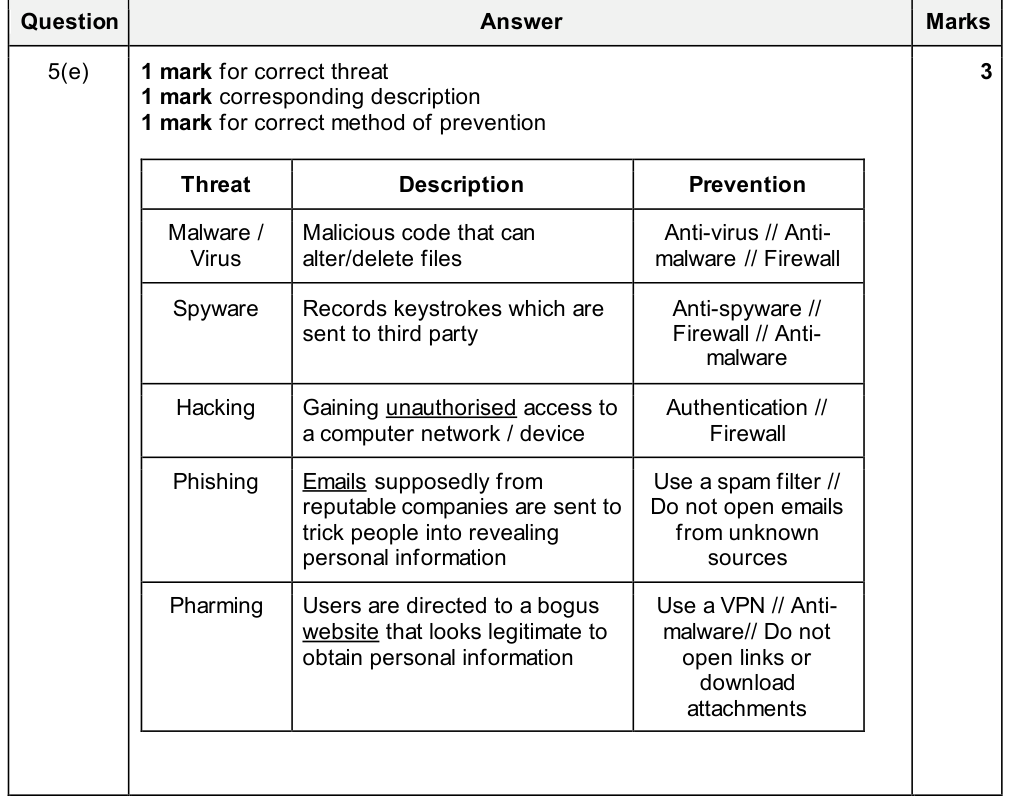 Question Answer Marks
5(e) 1 mark for correct threat 3
1 mark corresponding description
1 mark for correct method of prevention
Threat Description Prevention
Malware /
Virus
Malicious code that can
alter/delete files
Anti-virus // Anti-
malware // Firewall
Spyware
Records keystrokes which are
sent to third party
Anti-spyware //
Firewall // Anti-
malware
Hacking
Gaining unauthorised access to
a computer network / device
Authentication //
Firewall
Phishing
Emails supposedly from
reputable companies are sent to
trick people into revealing
personal information
Use a spam filter //
Do not open emails
from unknown
sources
Pharming
Users are directed to a bogus
website that looks legitimate to
obtain personal information
Use a VPN // Anti-
malware// Do not
open links or
download
attachments